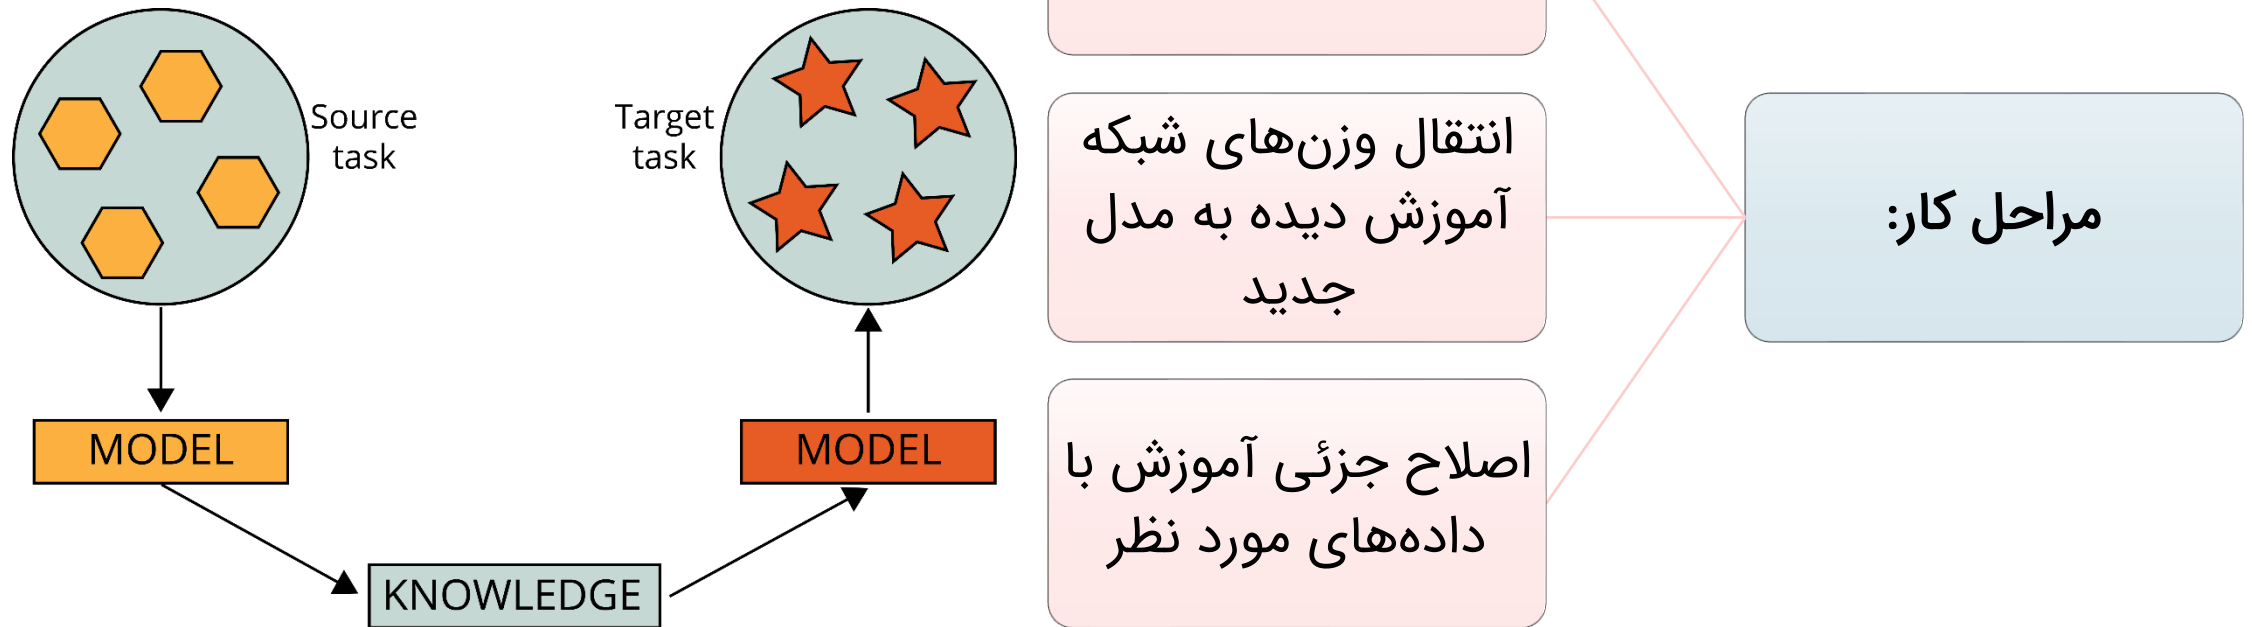 Source
task
Target
task
MODEL
MODEL
KNOWLEDGE
مراحل کار:
انتقال وزن‌های شبکه
آموزش دیده به مدل
جدید
اصلاح جزئی آموزش با
داده‌های مورد نظر